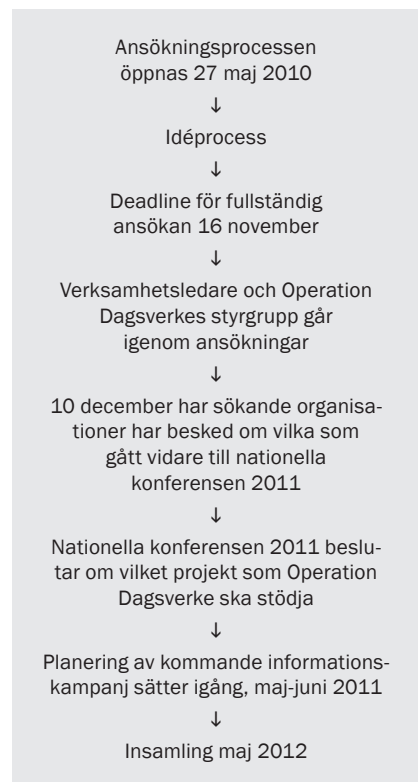 Ansökningsprocessen
öppnas 27 maj 2010
↓
Idéprocess
↓
Deadline för fullständig
ansökan 16 november
↓
Verksamhetsledare och Operation
Dagsverkes styrgrupp går
igenom ansökningar
↓
10 december har sökande organisa-
tioner har besked om vilka som
gått vidare till nationella
konferensen 2011
↓
Nationella konferensen 2011 beslu-
tar om vilket projekt som Operation
Dagsverke ska stödja
↓
Planering av kommande informations-
kampanj sätter igång, maj-juni 2011
↓
Insamling maj 2012